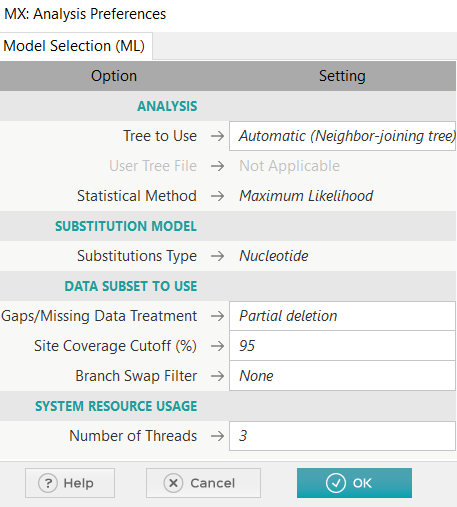 MX: Analysis Preferences
Model Selection (ML)
Option Setting
ANALYSIS
Tree to Use → Automatic (Neighbor-joining tree)
User Tree File → Not Applicable
Statistical Method → Maximum Likelihood
SUBSTITUTION MODEL
Substitutions Type → Nucleotide
DATA SUBSET TO USE
Gaps/Missing Data Treatment → Partial deletion
Site Coverage Cutoff (%) → 95
Branch Swap Filter → None
SYSTEM RESOURCE USAGE
Number of Threads → 3
? Help X Cancel ✓ OK